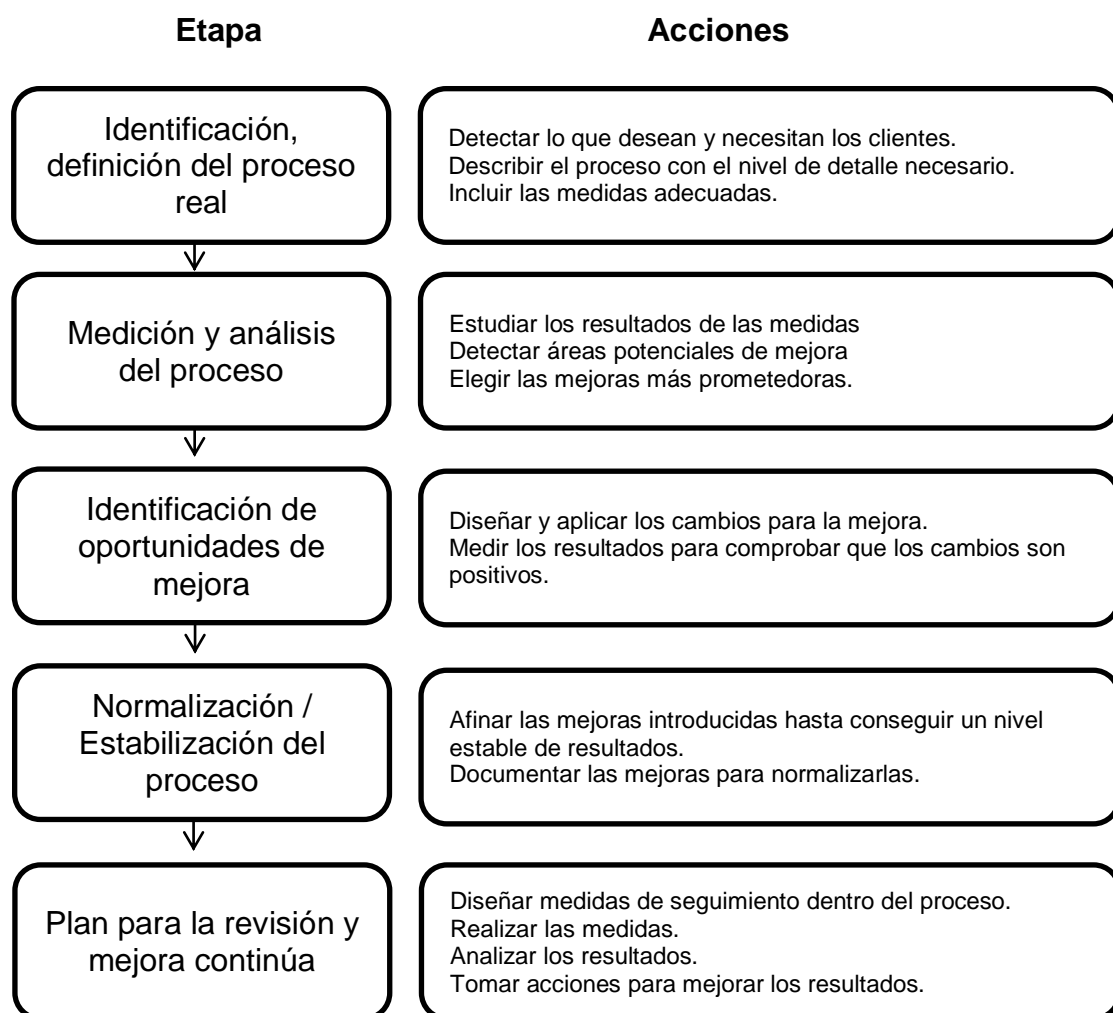 Etapa
Acciones
Identificación,
definición del proceso
real
Detectar lo que desean y necesitan los clientes.
Describir el proceso con el nivel de detalle necesario.
Incluir las medidas adecuadas.
Medición y análisis
del proceso
Estudiar los resultados de las medidas
Detectar áreas potenciales de mejora
Elegir las mejoras más prometedoras.
Identificación de
oportunidades de
mejora
Diseñar y aplicar los cambios para la mejora.
Medir los resultados para comprobar que los cambios son
positivos.
Normalización /
Estabilización del
proceso
Afinar las mejoras introducidas hasta conseguir un nivel
estable de resultados.
Documentar las mejoras para normalizarlas.
Plan para la revisión y
mejora continúa
Diseñar medidas de seguimiento dentro del proceso.
Realizar las medidas.
Analizar los resultados.
Tomar acciones para mejorar los resultados.